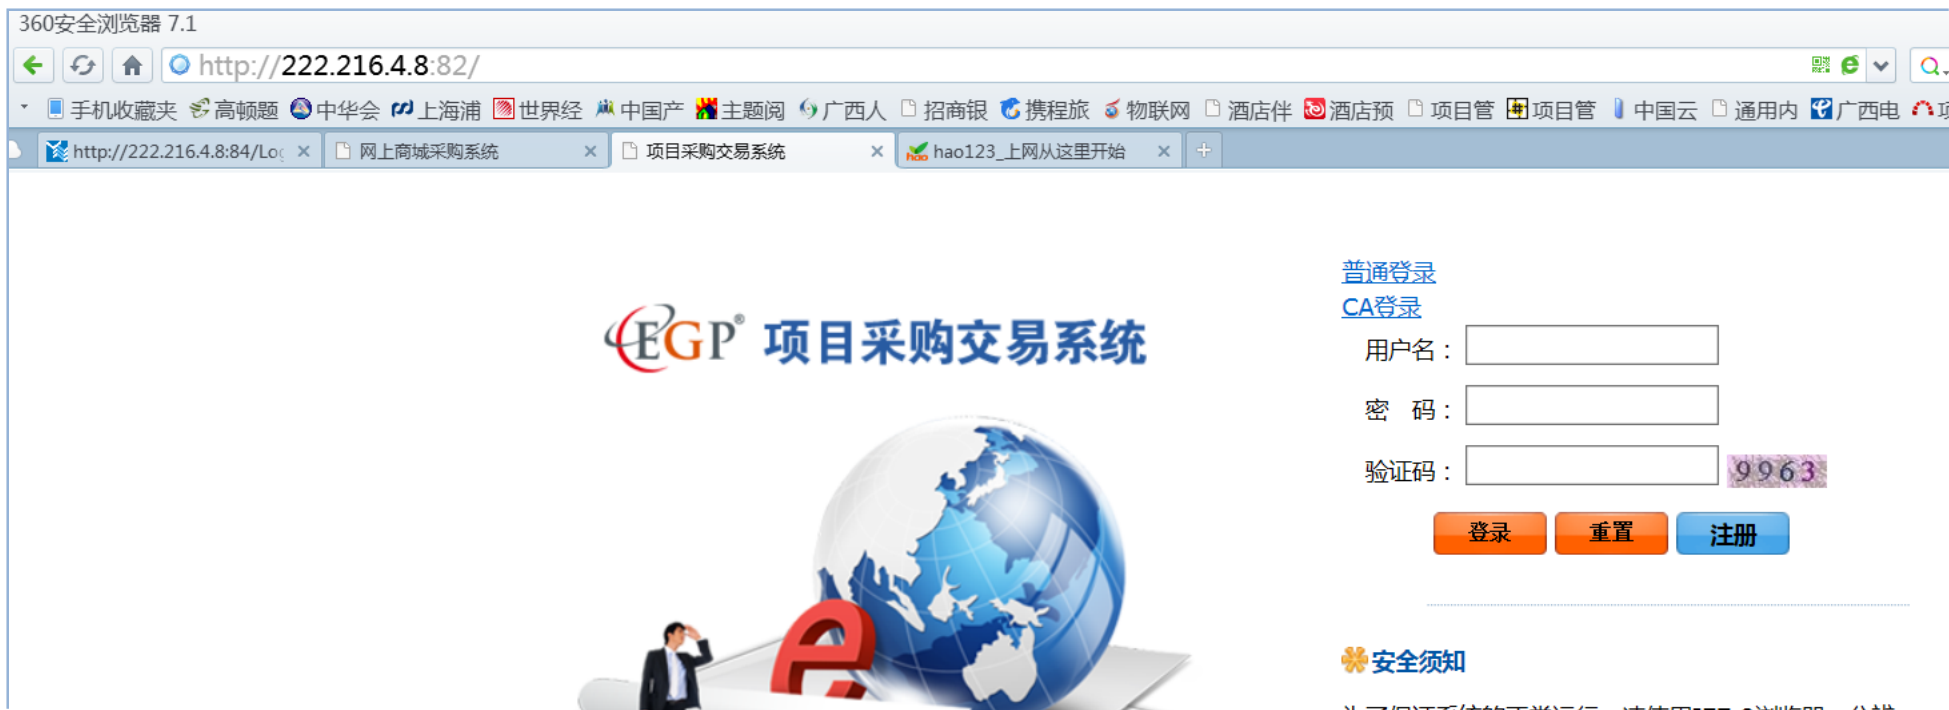 360安全浏览器 7.1
http://222.216.4.8:82/
手机收藏夹 高顿题 中华会 上海浦 世界经 中国产 主题阅 广西人 招商银 携程旅 物联网 酒店伴 酒店预 项目管 项目管 中国云 通用内 广西电
http://222.216.4.8:84/Log 网上商城采购系统 项目采购交易系统 hao123_上网从这里开始
普通登录
CA登录
EGP® 项目采购交易系统
用户名：
密 码：
验证码： 9963
登录 重置 注册
安全须知